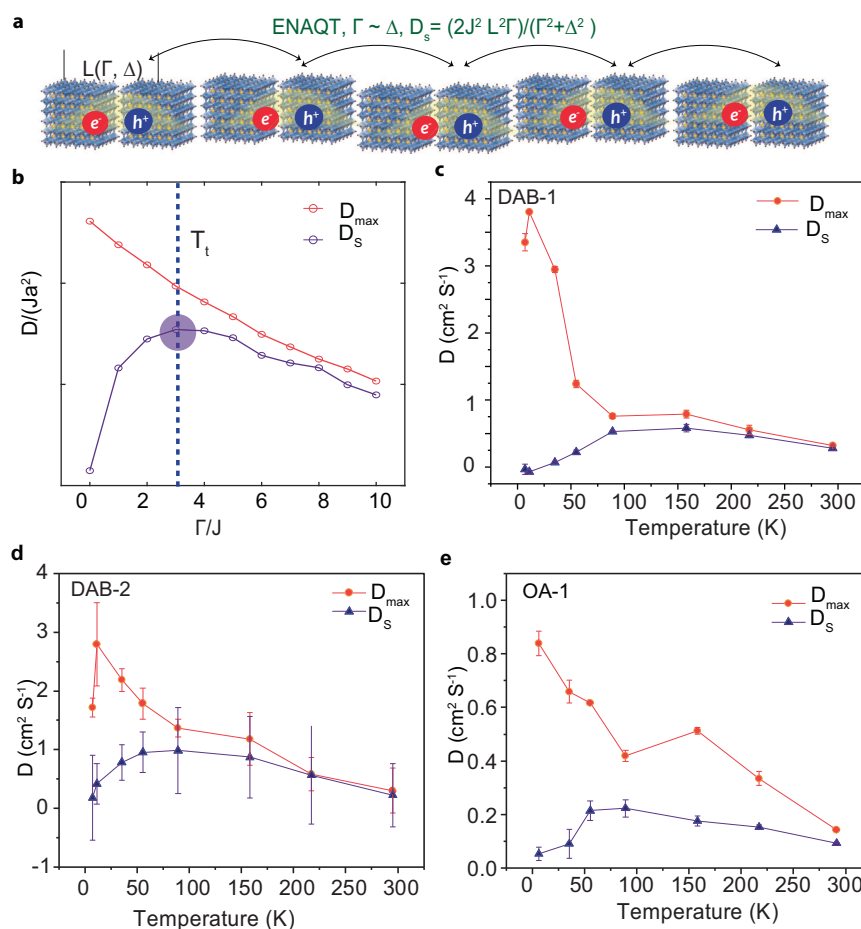 a
ENAQT, Γ ~ Δ, Dₛ= (2J² L²Γ)/(Γ²+Δ² )
L(Γ, Δ)
e⁻ h⁺ e⁻ h⁺ e⁻ h⁺ e⁻ h⁺ e⁻ h⁺
b
D/(Ja²)
Tₜ
Dmax
DS
0 2 4 6 8 10
Γ/J
c
DAB-1
Dmax
DS
D (cm² S⁻¹)
4
3
2
1
0
0 50 100 150 200 250 300
Temperature (K)
d
DAB-2
Dmax
DS
D (cm² S⁻¹)
4
3
2
1
0
-1
0 50 100 150 200 250 300
Temperature (K)
e
OA-1
Dmax
DS
D (cm² S⁻¹)
1.0
0.8
0.6
0.4
0.2
0.0
0 50 100 150 200 250 300
Temperature (K)